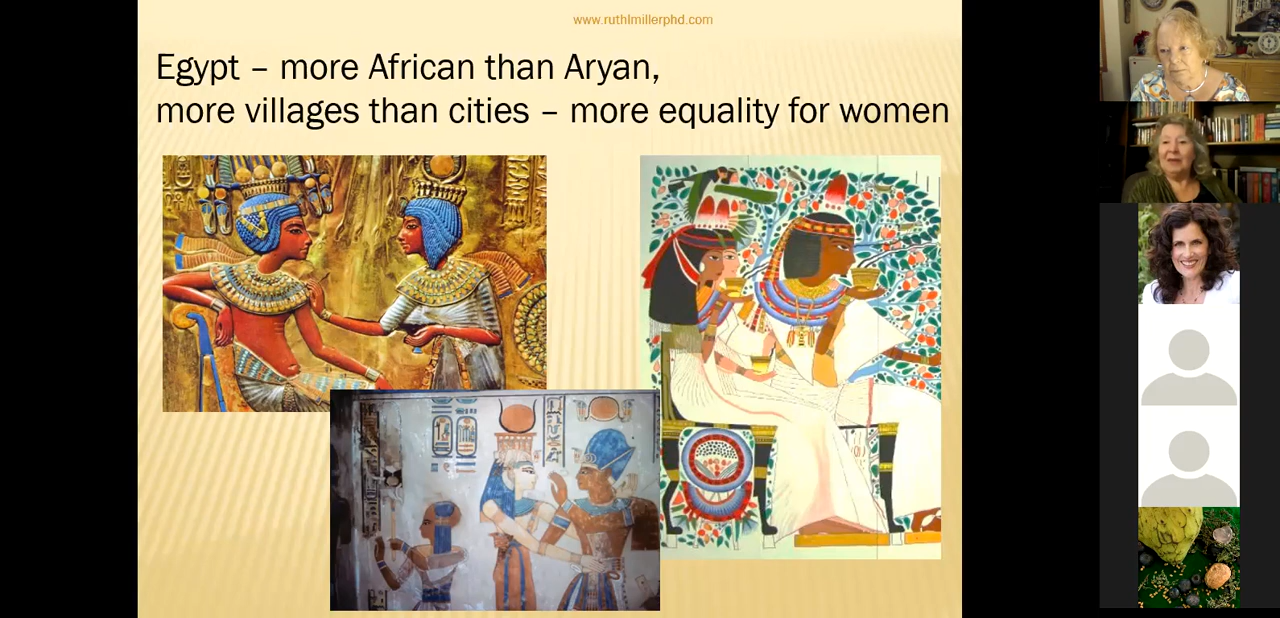 www.ruthlmillerphd.com
Egypt – more African than Aryan,
more villages than cities – more equality for women